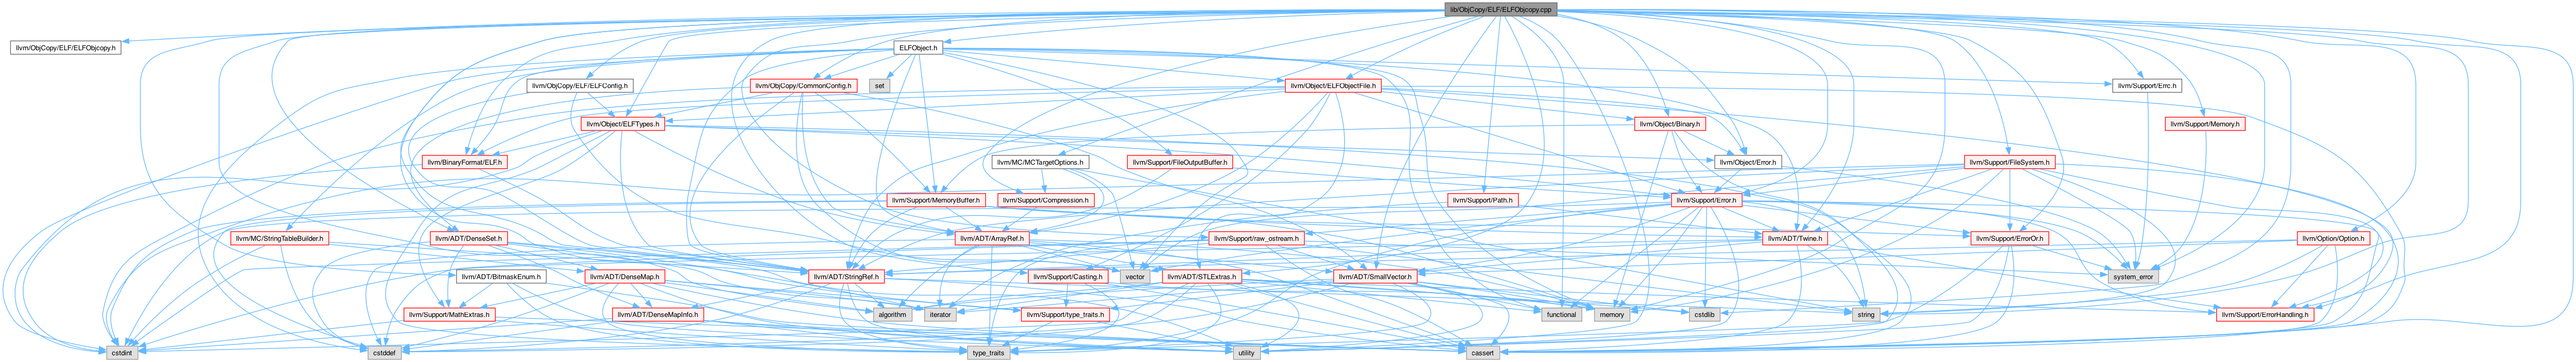 lib/ObjCopy/ELF/ELFObjcopy.cpp
llvm/ObjCopy/ELF/ELFObjcopy.h
ELFObject.h
llvm/ObjCopy/ELF/ELFConfig.h
llvm/ObjCopy/CommonConfig.h
set
llvm/Object/ELFObjectFile.h
llvm/Support/Errc.h
llvm/Object/ELFTypes.h
llvm/Object/Binary.h
llvm/Support/Memory.h
llvm/BinaryFormat/ELF.h
llvm/MC/MCTargetOptions.h
llvm/Support/FileOutputBuffer.h
llvm/Object/Error.h
llvm/Support/FileSystem.h
llvm/Support/MemoryBuffer.h
llvm/Support/Compression.h
llvm/Support/Path.h
llvm/Support/Error.h
llvm/MC/StringTableBuilder.h
llvm/ADT/DenseSet.h
llvm/ADT/ArrayRef.h
llvm/Support/raw_ostream.h
llvm/ADT/Twine.h
llvm/Support/ErrorOr.h
llvm/Option/Option.h
llvm/ADT/BitmaskEnum.h
llvm/ADT/DenseMap.h
llvm/ADT/StringRef.h
llvm/Support/Casting.h
vector
llvm/ADT/STLExtras.h
llvm/ADT/SmallVector.h
system_error
llvm/Support/MathExtras.h
llvm/ADT/DenseMapInfo.h
algorithm
iterator
llvm/Support/type_traits.h
functional
memory
cstdlib
string
llvm/Support/ErrorHandling.h
cstdint
cstddef
type_traits
utility
cassert